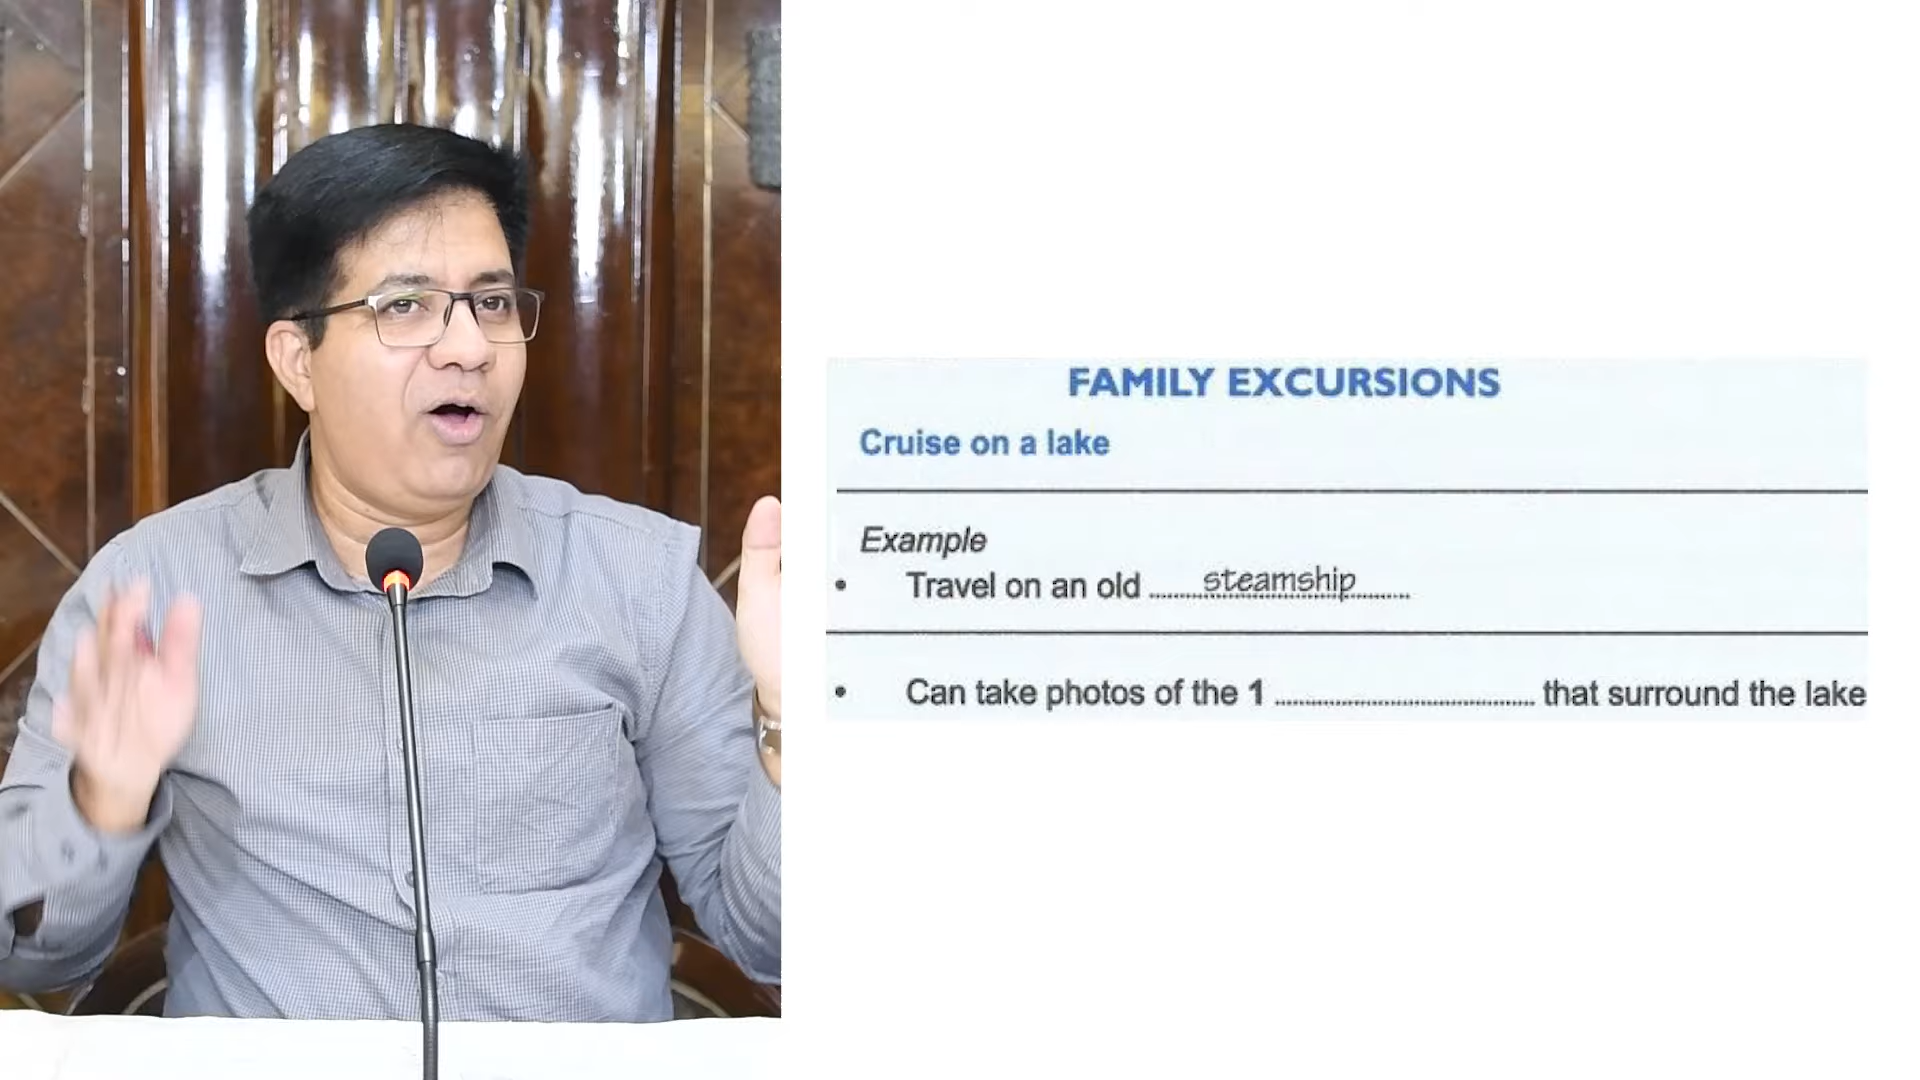 FAMILY EXCURSIONS
Cruise on a lake
Example
• Travel on an old ........steamship........
• Can take photos of the 1 ........................ that surround the lake